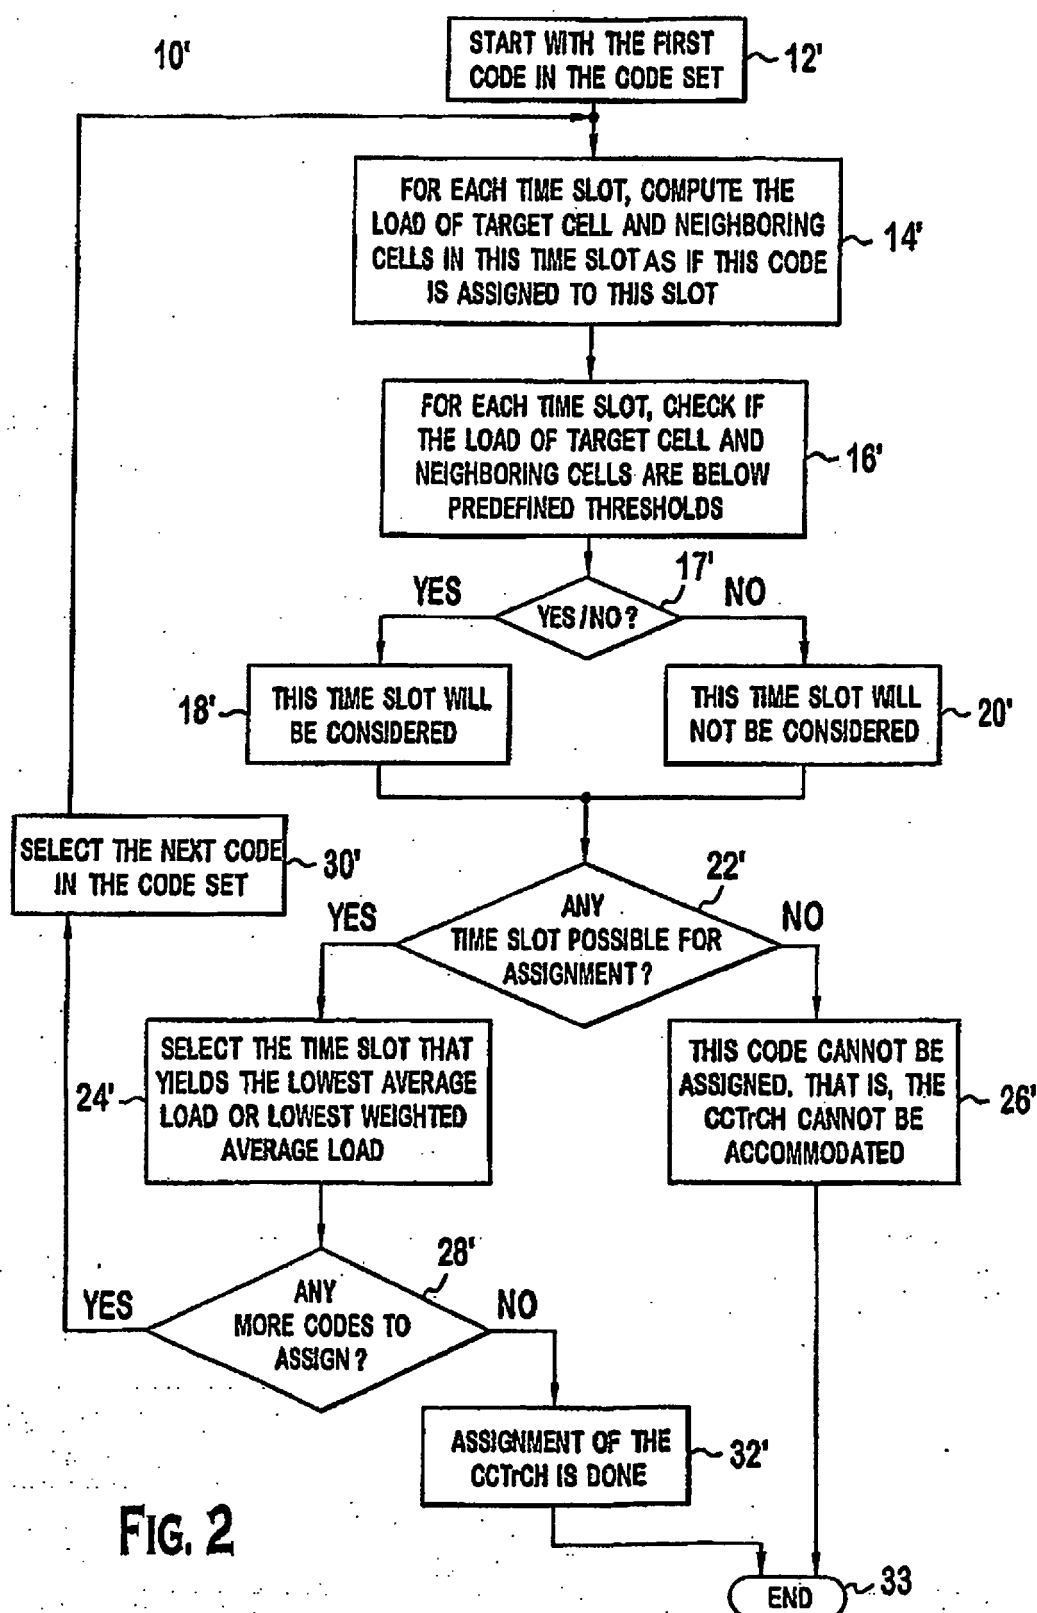 10'
START WITH THE FIRST
CODE IN THE CODE SET
12'
FOR EACH TIME SLOT, COMPUTE THE
LOAD OF TARGET CELL AND NEIGHBORING
CELLS IN THIS TIME SLOT AS IF THIS CODE
IS ASSIGNED TO THIS SLOT
14'
FOR EACH TIME SLOT, CHECK IF
THE LOAD OF TARGET CELL AND
NEIGHBORING CELLS ARE BELOW
PREDEFINED THRESHOLDS
16'
17'
YES
YES/NO?
NO
18'
THIS TIME SLOT WILL
BE CONSIDERED
THIS TIME SLOT WILL
NOT BE CONSIDERED
20'
SELECT THE NEXT CODE
IN THE CODE SET
30'
22'
YES
ANY
TIME SLOT POSSIBLE FOR
ASSIGNMENT?
NO
24'
SELECT THE TIME SLOT THAT
YIELDS THE LOWEST AVERAGE
LOAD OR LOWEST WEIGHTED
AVERAGE LOAD
THIS CODE CANNOT BE
ASSIGNED. THAT IS, THE
CCTrCH CANNOT BE
ACCOMMODATED
26'
28'
YES
ANY
MORE CODES TO
ASSIGN?
NO
ASSIGNMENT OF THE
CCTrCH IS DONE
32'
FIG. 2
END
33